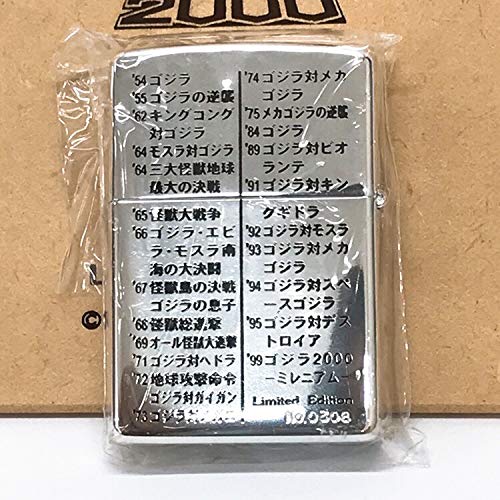 2000
'54 ゴジラ
'55 ゴジラの逆襲
'62 キングコング
対ゴジラ
'64 モスラ対ゴジラ
'64 三大怪獣地球
最大の決戦
'65 怪獣大戦争
'66 ゴジラ・エビ
ラ・モスラ南
海の大決闘
'67 怪獣島の決戦
ゴジラの息子
'68 怪獣総進撃
'69 オール怪獣大進撃
'71 ゴジラ対ヘドラ
'72 地球攻撃命令
ゴジラ対ガイガン
'73 ゴジラ対メガロ
'74 ゴジラ対メカ
ゴジラ
'75 メカゴジラの逆襲
'84 ゴジラ
'89 ゴジラ対ビオ
ランテ
'91 ゴジラ対キン
グギドラ
'92 ゴジラ対モスラ
'93 ゴジラ対メカ
ゴジラ
'94 ゴジラ対スペ
ースゴジラ
'95 ゴジラ対デス
トロイア
'99 ゴジラ2000
ーミレニアムー
Limited Edition
No.0308
L
©